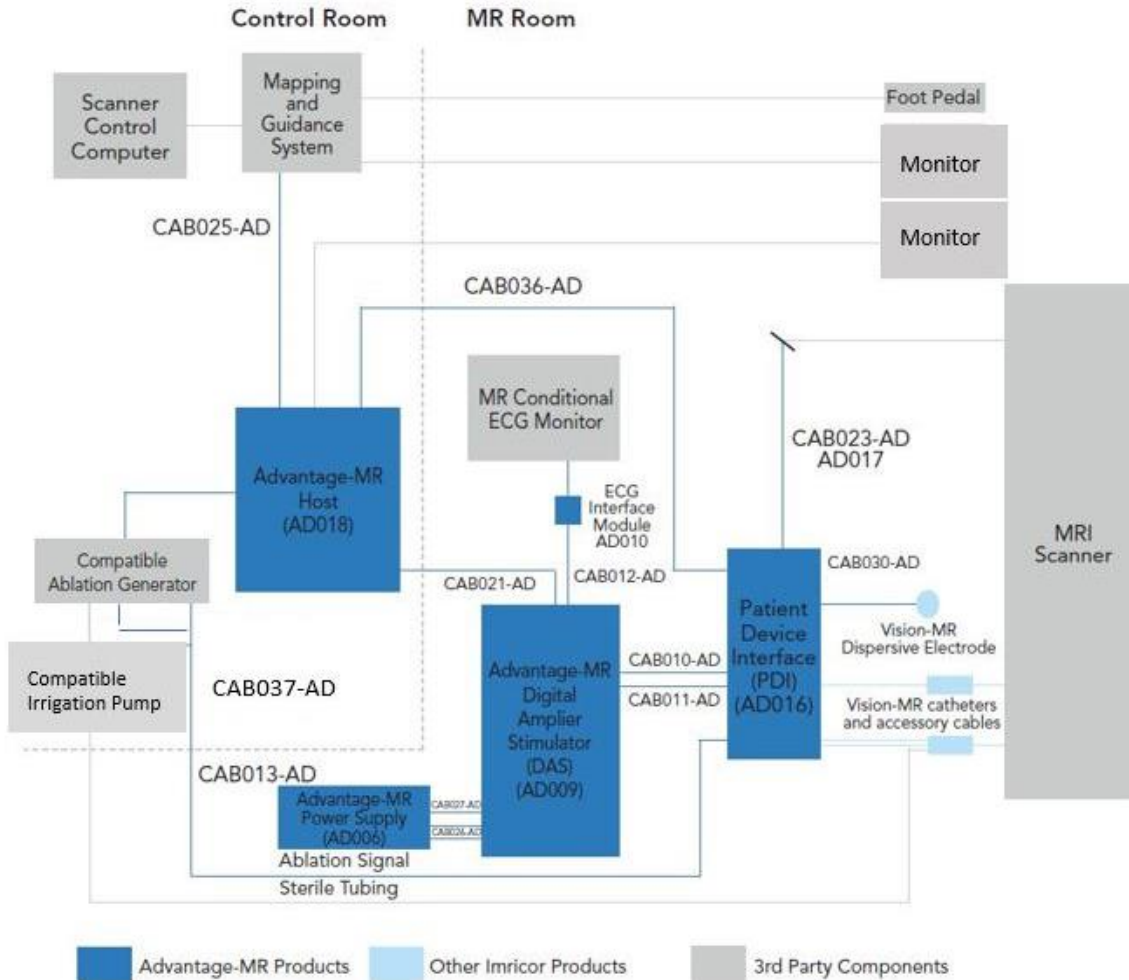 Control Room
MR Room
Scanner
Control
Computer
Mapping
and
Guidance
System
Foot Pedal
Monitor
Monitor
CAB025-AD
CAB036-AD
MR Conditional
ECG Monitor
CAB023-AD
AD017
MRI
Scanner
Advantage-MR
Host
(AD018)
ECG
Interface
Module
AD010
Compatible
Ablation Generator
CAB021-AD
CAB012-AD
CAB030-AD
Patient
Device
Interface
(PDI)
(AD016)
Vision-MR
Dispersive Electrode
Compatible
Irrigation Pump
CAB037-AD
Advantage-MR
Digital
Amplier
Stimulator
(DAS)
(AD009)
CAB010-AD
CAB011-AD
Vision-MR catheters
and accessory cables
CAB013-AD
Advantage-MR
Power Supply
(AD006)
CAB027-AD
CAB026-AD
Ablation Signal
Sterile Tubing
Advantage-MR Products
Other Imricor Products
3rd Party Components